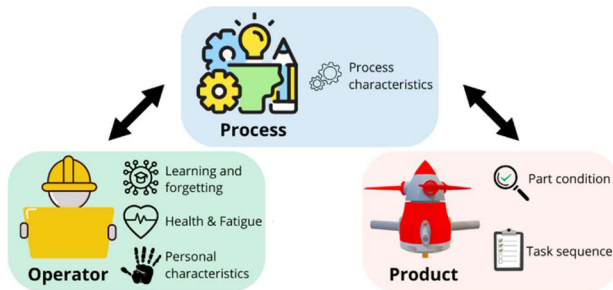 Process
characteristics
Process
Learning and
forgetting
Health & Fatigue
Personal
characteristics
Operator
Part condition
Task sequence
Product